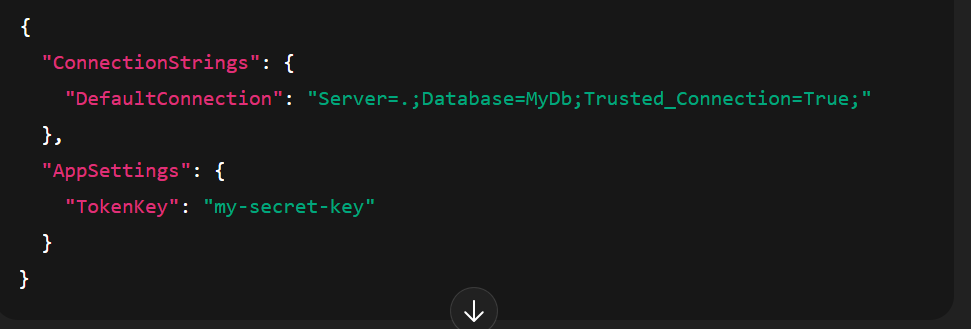 {
  "ConnectionStrings": {
    "DefaultConnection": "Server=.;Database=MyDb;Trusted_Connection=True;"
  },
  "AppSettings": {
    "TokenKey": "my-secret-key"
  }
}